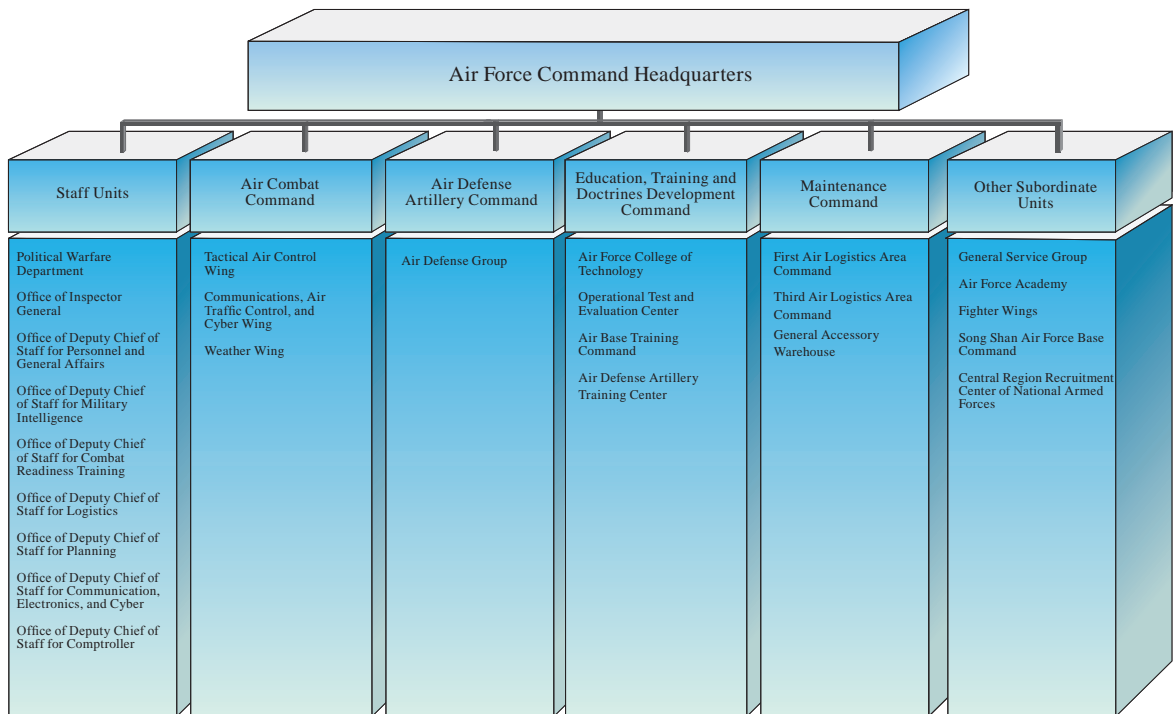 Air Force Command Headquarters
Staff Units
Political Warfare
Department
Office of Inspector
General
Office of Deputy Chief of
Staff for Personnel and
General Affairs
Office of Deputy Chief
of Staff for Military
Intelligence
Office of Deputy Chief
of Staff for Combat
Readiness Training
Office of Deputy Chief of
Staff for Logistics
Office of Deputy Chief of
Staff for Planning
Office of Deputy Chief of
Staff for Communication,
Electronics, and Cyber
Office of Deputy Chief of
Staff for Comptroller
Air Combat
Command
Tactical Air Control
Wing
Communications, Air
Traffic Control, and
Cyber Wing
Weather Wing
Air Defense
Artillery Command
Air Defense Group
Education, Training and
Doctrines Development
Command
Air Force College of
Technology
Operational Test and
Evaluation Center
Air Base Training
Command
Air Defense Artillery
Training Center
Maintenance
Command
First Air Logistics Area
Command
Third Air Logistics Area
Command
General Accessory
Warehouse
Other Subordinate
Units
General Service Group
Air Force Academy
Fighter Wings
Song Shan Air Force Base
Command
Central Region Recruitment
Center of National Armed
Forces